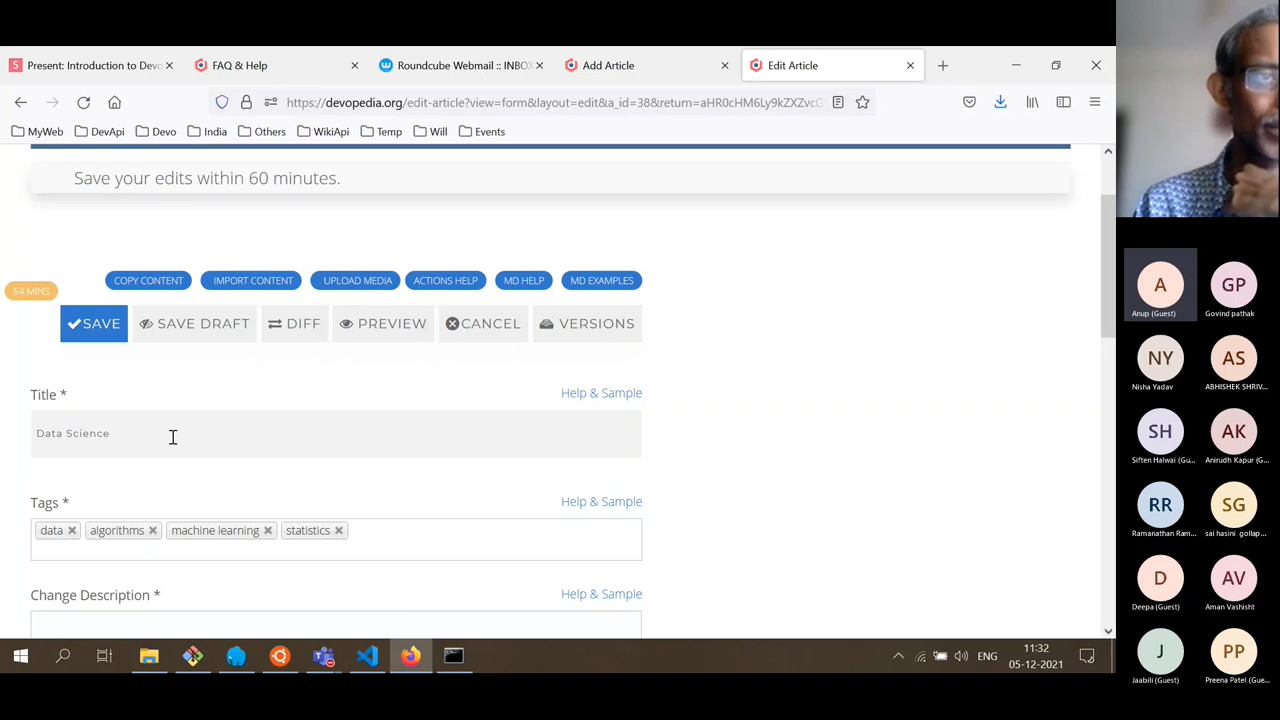 Present: Introduction to Devo
FAQ & Help
Roundcube Webmail :: INBOX
Add Article
Edit Article
https://devopedia.org/edit-article?view=form&layout=edit&a_id=38&return=aHR0cHM6Ly9kZXZvcG
MyWeb
DevApi
Devo
India
Others
WikiApi
Temp
Will
Events
Save your edits within 60 minutes.
COPY CONTENT
IMPORT CONTENT
UPLOAD MEDIA
ACTIONS HELP
MD HELP
MD EXAMPLES
54 MINS
SAVE
SAVE DRAFT
DIFF
PREVIEW
CANCEL
VERSIONS
Title *
Help & Sample
Data Science
Tags *
Help & Sample
data
algorithms
machine learning
statistics
Change Description *
Help & Sample
ENG
11:32
05-12-2021
A
Anup (Guest)
GP
Govind pathak
NY
Nisha Yadav
AS
ABHISHEK SHRIV...
SH
Siften Halwai (Gu...
AK
Anirudh Kapur (G...
RR
Ramanathan Ram...
SG
sai hasini gollap...
D
Deepa (Guest)
AV
Aman Vashisht
J
Jaabili (Guest)
PP
Preena Patel (Gue...